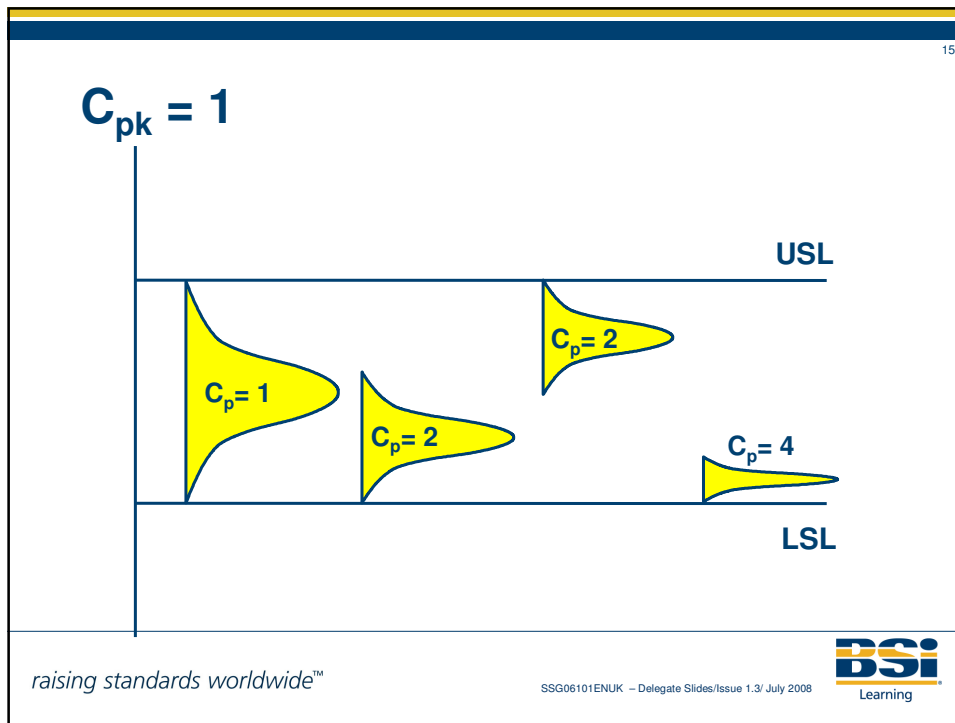 15
Cpk = 1
USL
Cp= 2
Cp= 1
Cp= 2
Cp= 4
LSL
raising standards worldwide™
SSG06101ENUK – Delegate Slides/Issue 1.3/ July 2008
BSi
Learning